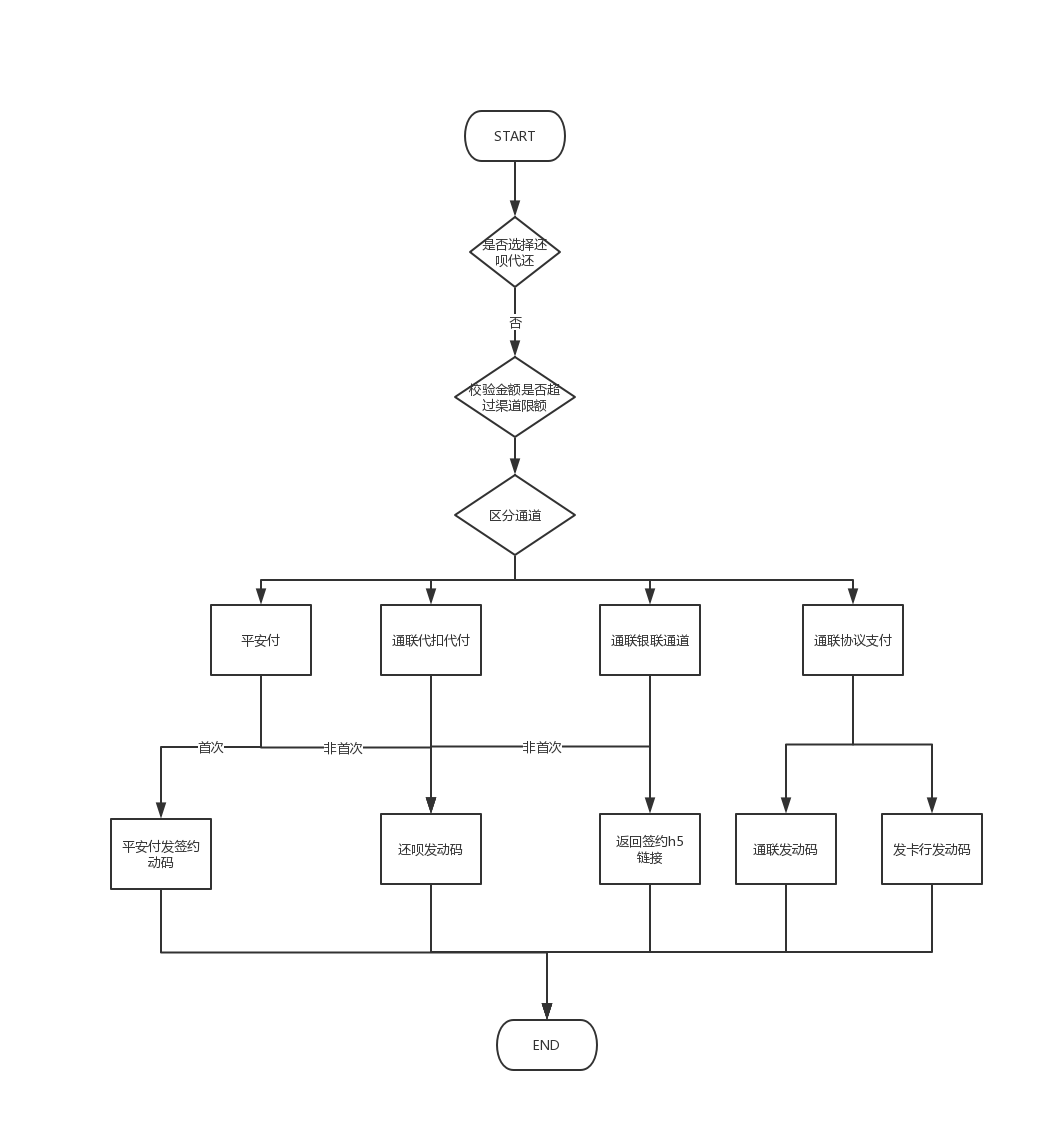 START
是否选择还
呗代还
否
校验金额是否超
过渠道限额
区分通道
平安付
通联代扣代付
通联银联通道
通联协议支付
首次
非首次
非首次
平安付发签约
动码
还呗发动码
返回签约h5
链接
通联发动码
发卡行发动码
END